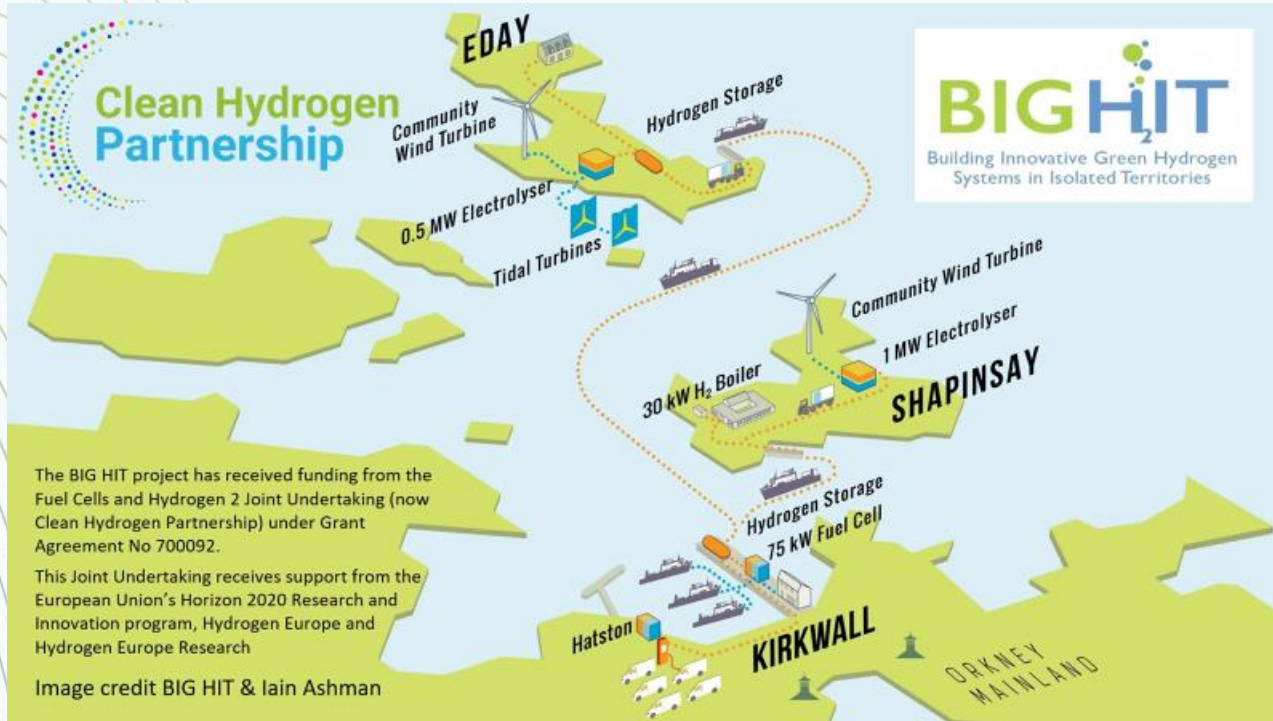 Clean Hydrogen
Partnership
EDAY
Community
Wind Turbine
Hydrogen Storage
0.5 MW Electrolyser
Tidal Turbines
BIG H₂IT
Building Innovative Green Hydrogen
Systems in Isolated Territories
Community Wind Turbine
1 MW Electrolyser
30 kW H₂ Boiler
SHAPINSAY
Hydrogen Storage
75 kW Fuel Cell
Hatston
KIRKWALL
ORKNEY
MAINLAND
The BIG HIT project has received funding from the
Fuel Cells and Hydrogen 2 Joint Undertaking (now
Clean Hydrogen Partnership) under Grant
Agreement No 700092.
This Joint Undertaking receives support from the
European Union’s Horizon 2020 Research and
Innovation program, Hydrogen Europe and
Hydrogen Europe Research
Image credit BIG HIT & Iain Ashman